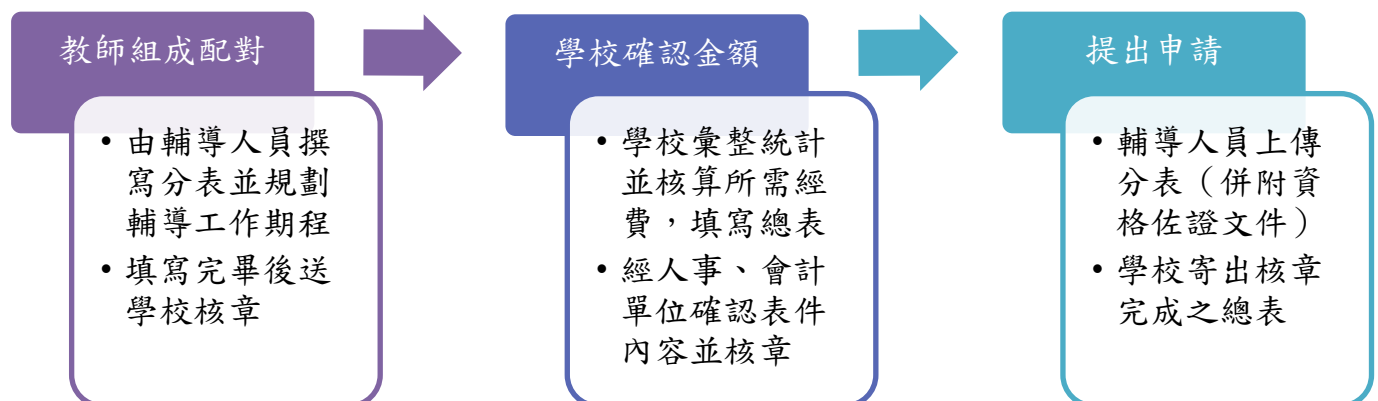 教師組成配對
• 由輔導人員撰
寫分表並規劃
輔導工作期程
• 填寫完畢後送
學校核章
學校確認金額
• 學校彙整統計
並核算所需經
費，填寫總表
• 經人事、會計
單位確認表件
內容並核章
提出申請
• 輔導人員上傳
分表（併附資
格佐證文件）
• 學校寄出核章
完成之總表